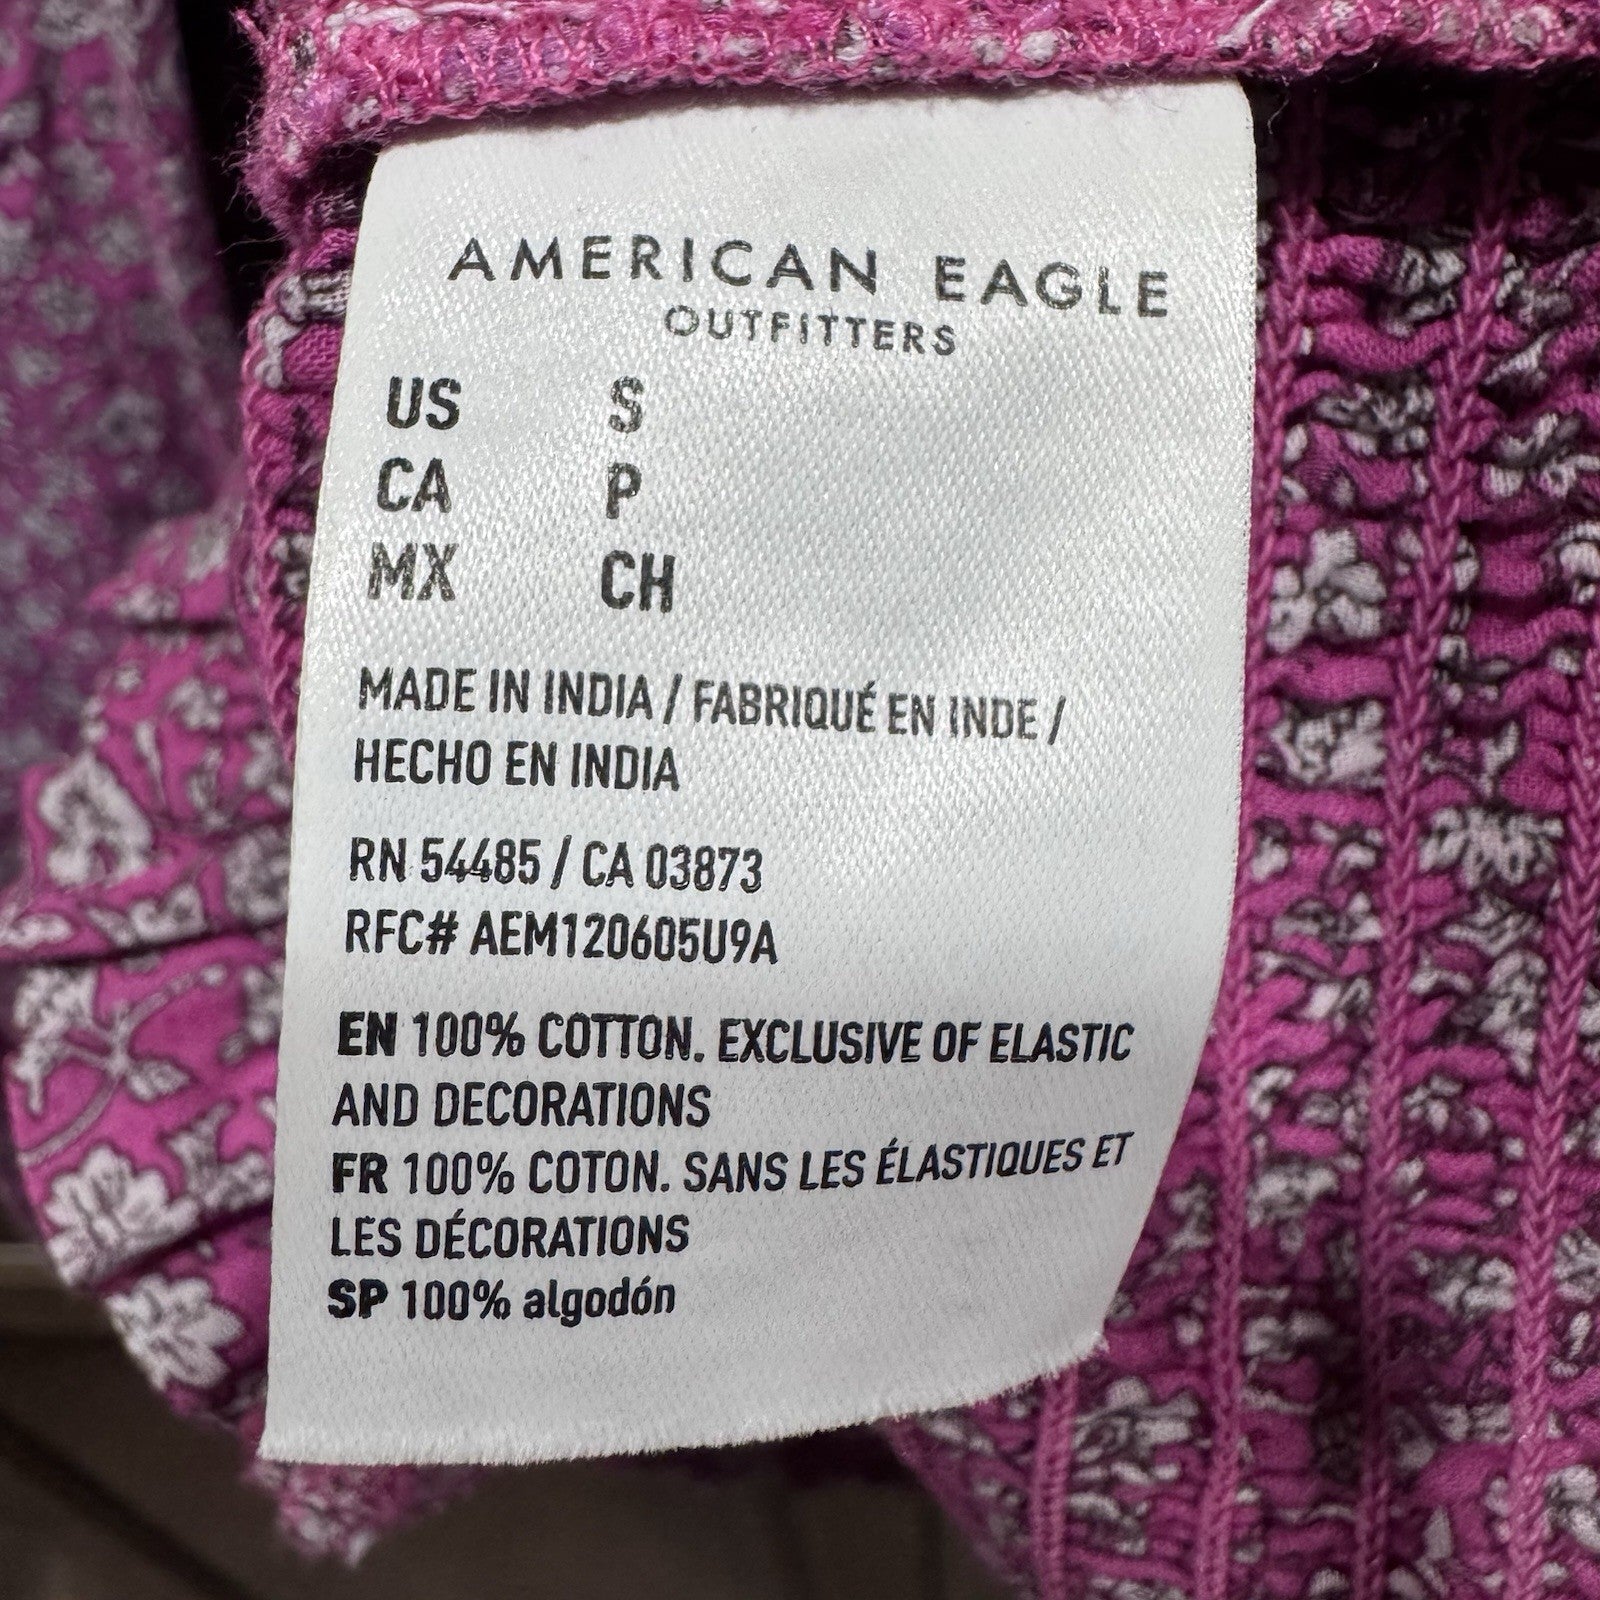 AMERICAN EAGLE
OUTFITTERS
US S
CA P
MX CH
MADE IN INDIA / FABRIQUÉ EN INDE /
HECHO EN INDIA
RN 54485 / CA 03873
RFC# AEM120605U9A
EN 100% COTTON. EXCLUSIVE OF ELASTIC
AND DECORATIONS
FR 100% COTON. SANS LES ÉLASTIQUES ET
LES DÉCORATIONS
SP 100% algodón